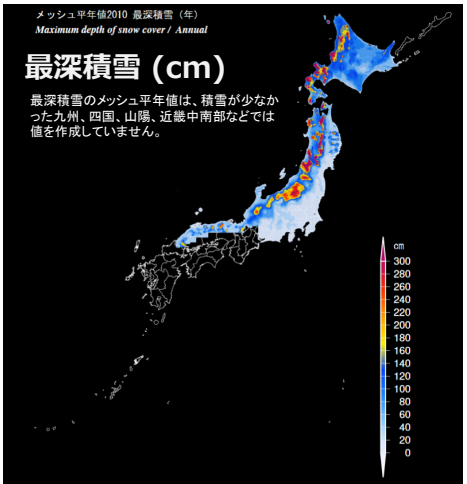 メッシュ平年値2010 最深積雪（年）
Maximum depth of snow cover / Annual
最深積雪 (cm)
最深積雪のメッシュ平年値は、積雪が少なか
った九州、四国、山陽、近畿中南部などでは
値を作成していません。
cm
300
280
260
240
220
200
180
160
140
120
100
80
60
40
20
0